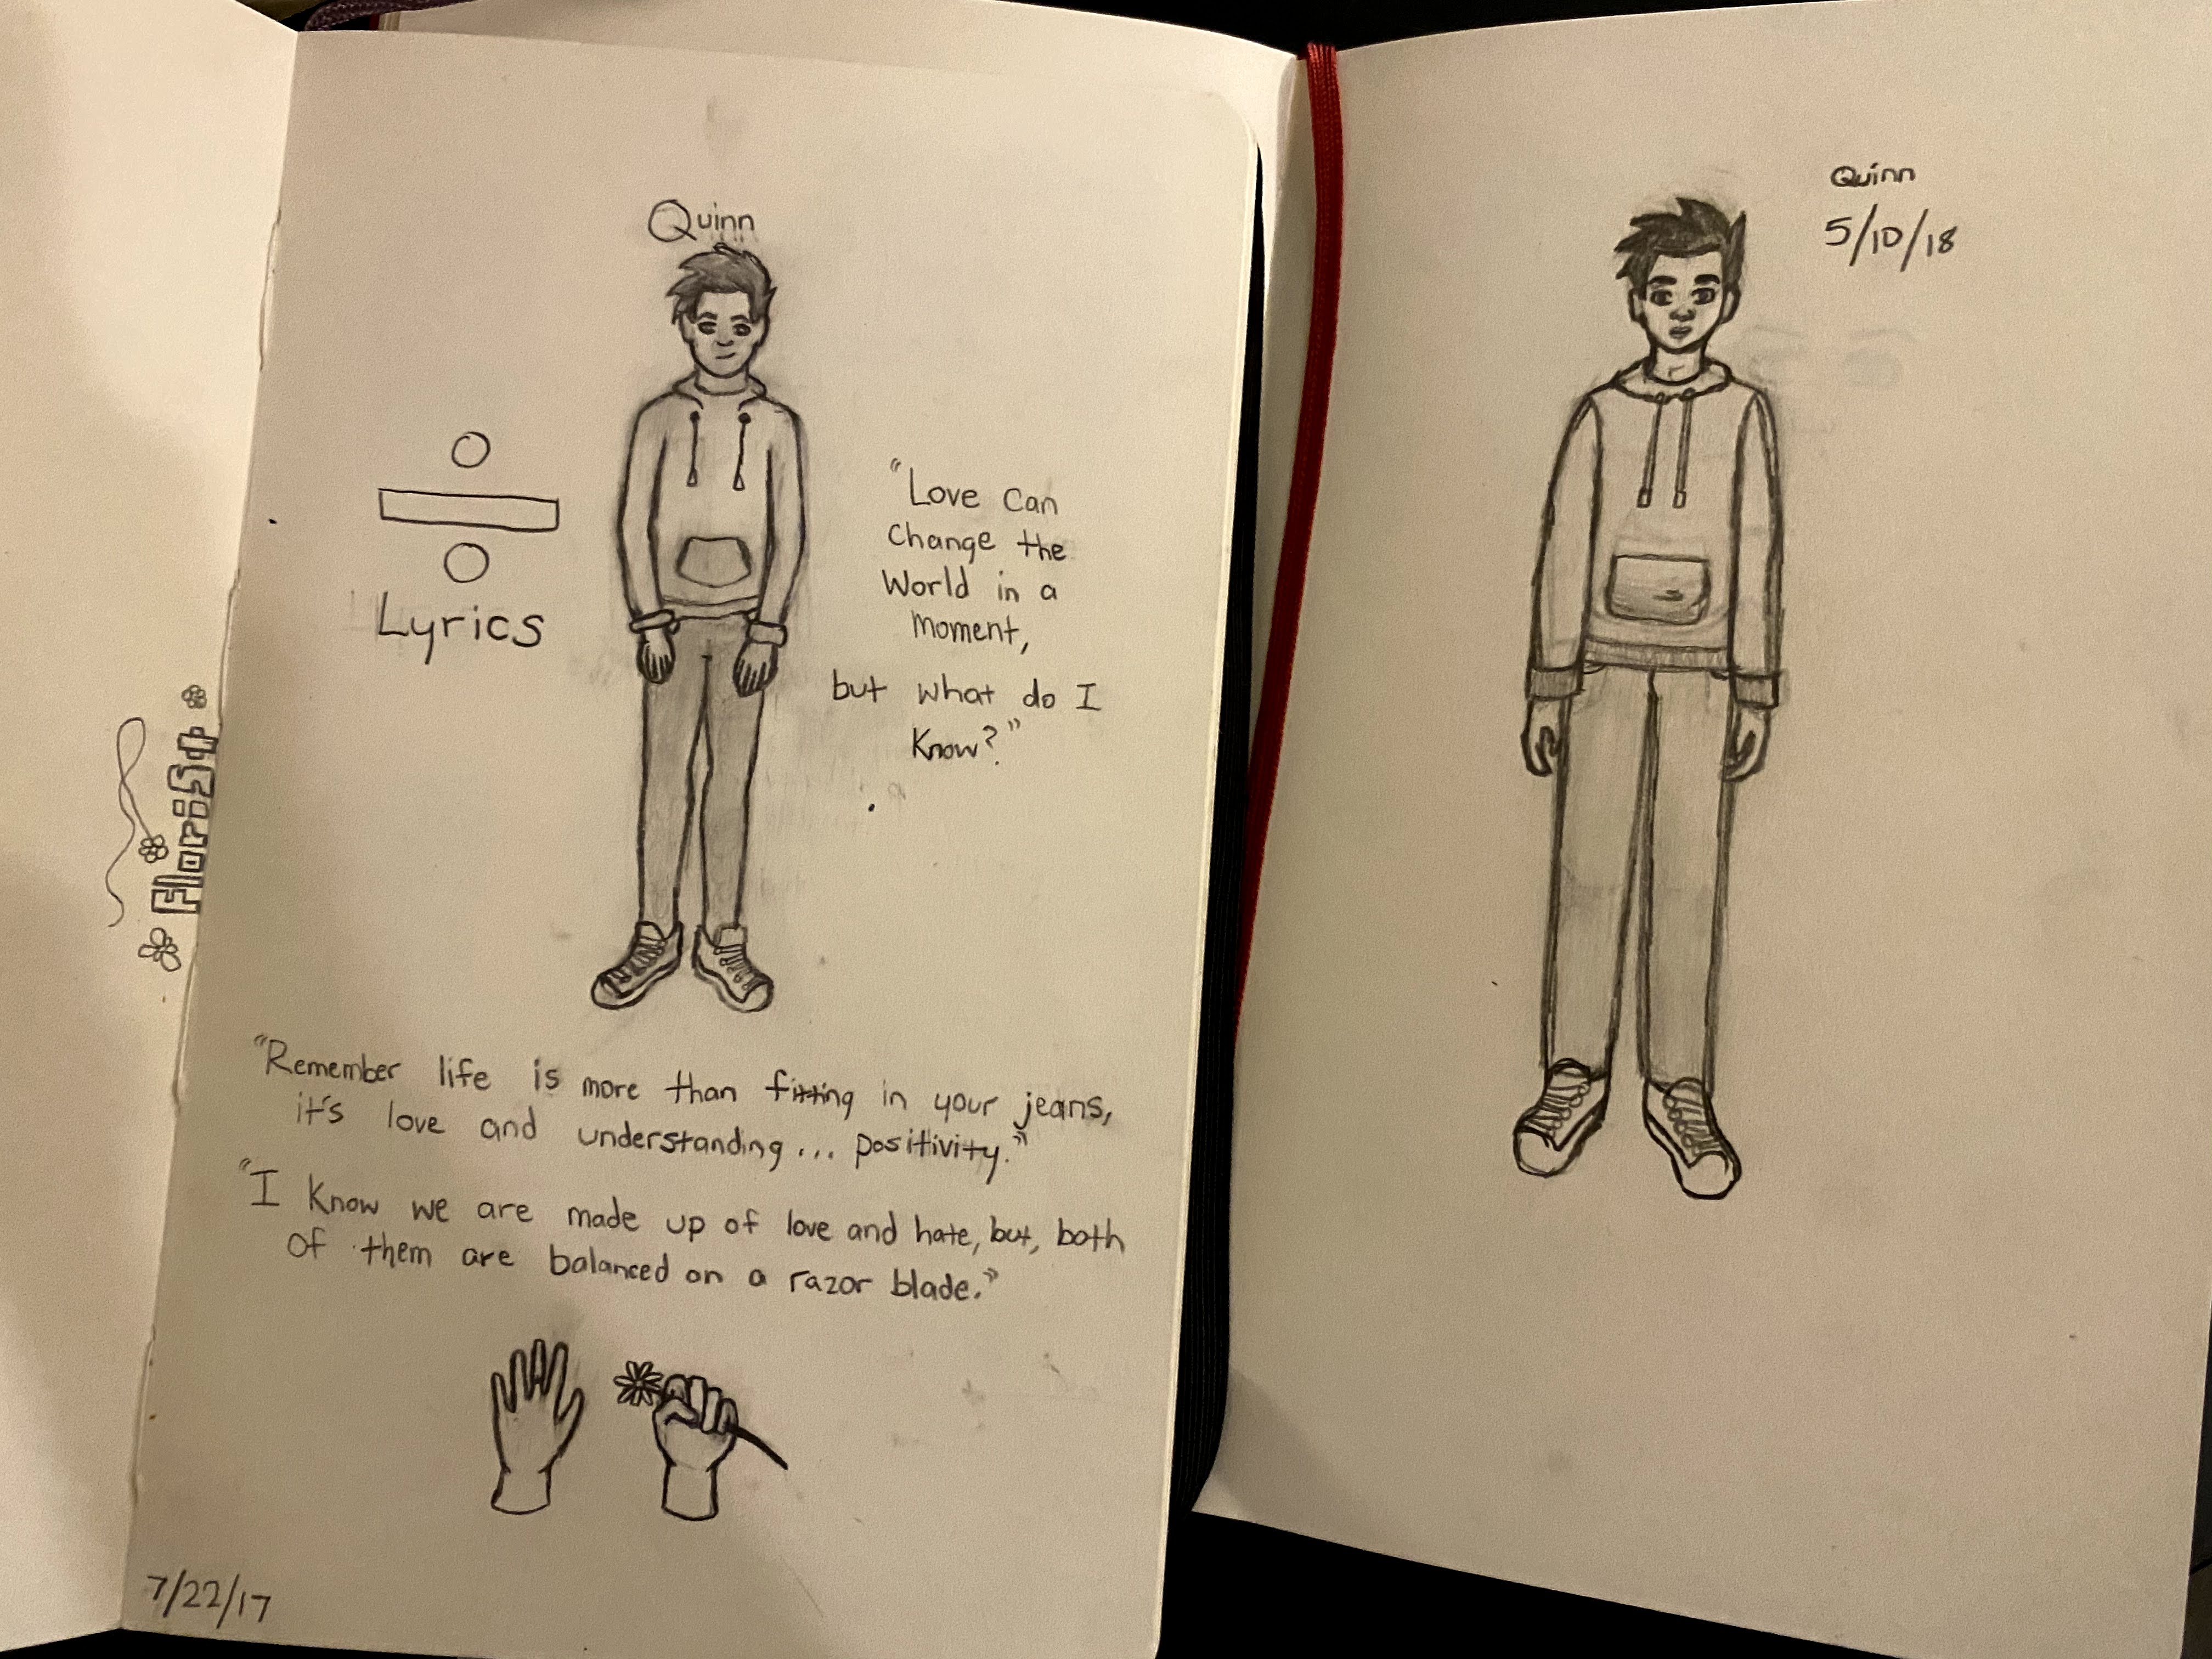 Quinn
Lyrics
"Love can
change the
World in a
moment,
but what do I
Know?"
Florist
"Remember life is more than fitting in your jeans,
it's love and understanding... positivity."
"I Know we are made up of love and hate, but, both
of them are balanced on a razor blade."
7/22/17
Quinn
5/10/18